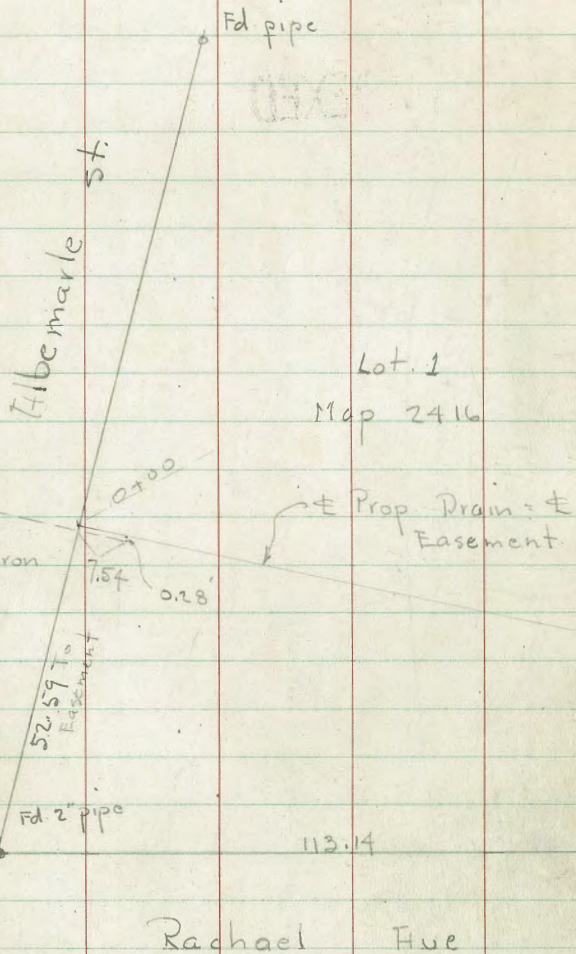 Fd. pipe
Albemarle St.
Lot. 1
Map 2416
0+00
℄ Prop Drain = ℄
Easement
ron
7.54
0.28'
52.59 To
Easement
Fd. 2" pipe
113.14
Rachael Ave